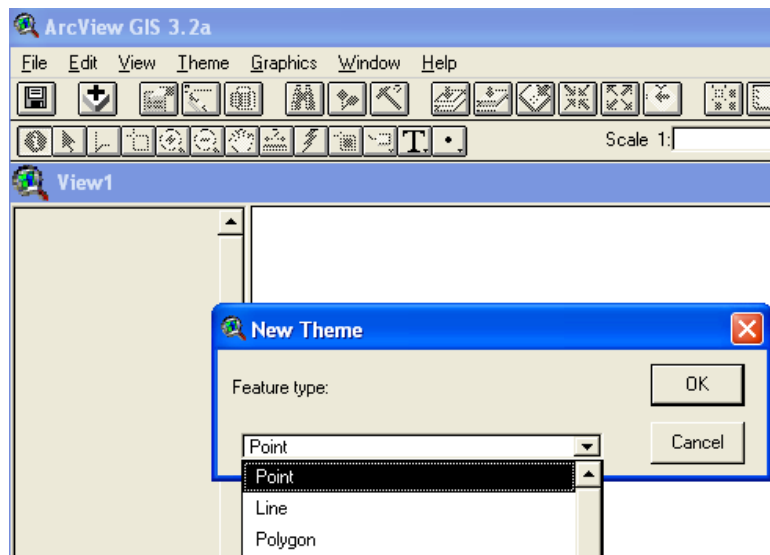 ArcView GIS 3.2a
File Edit View Theme Graphics Window Help
T
Scale 1:
View1
New Theme
Feature type:
OK
Point
Cancel
Point
Line
Polygon